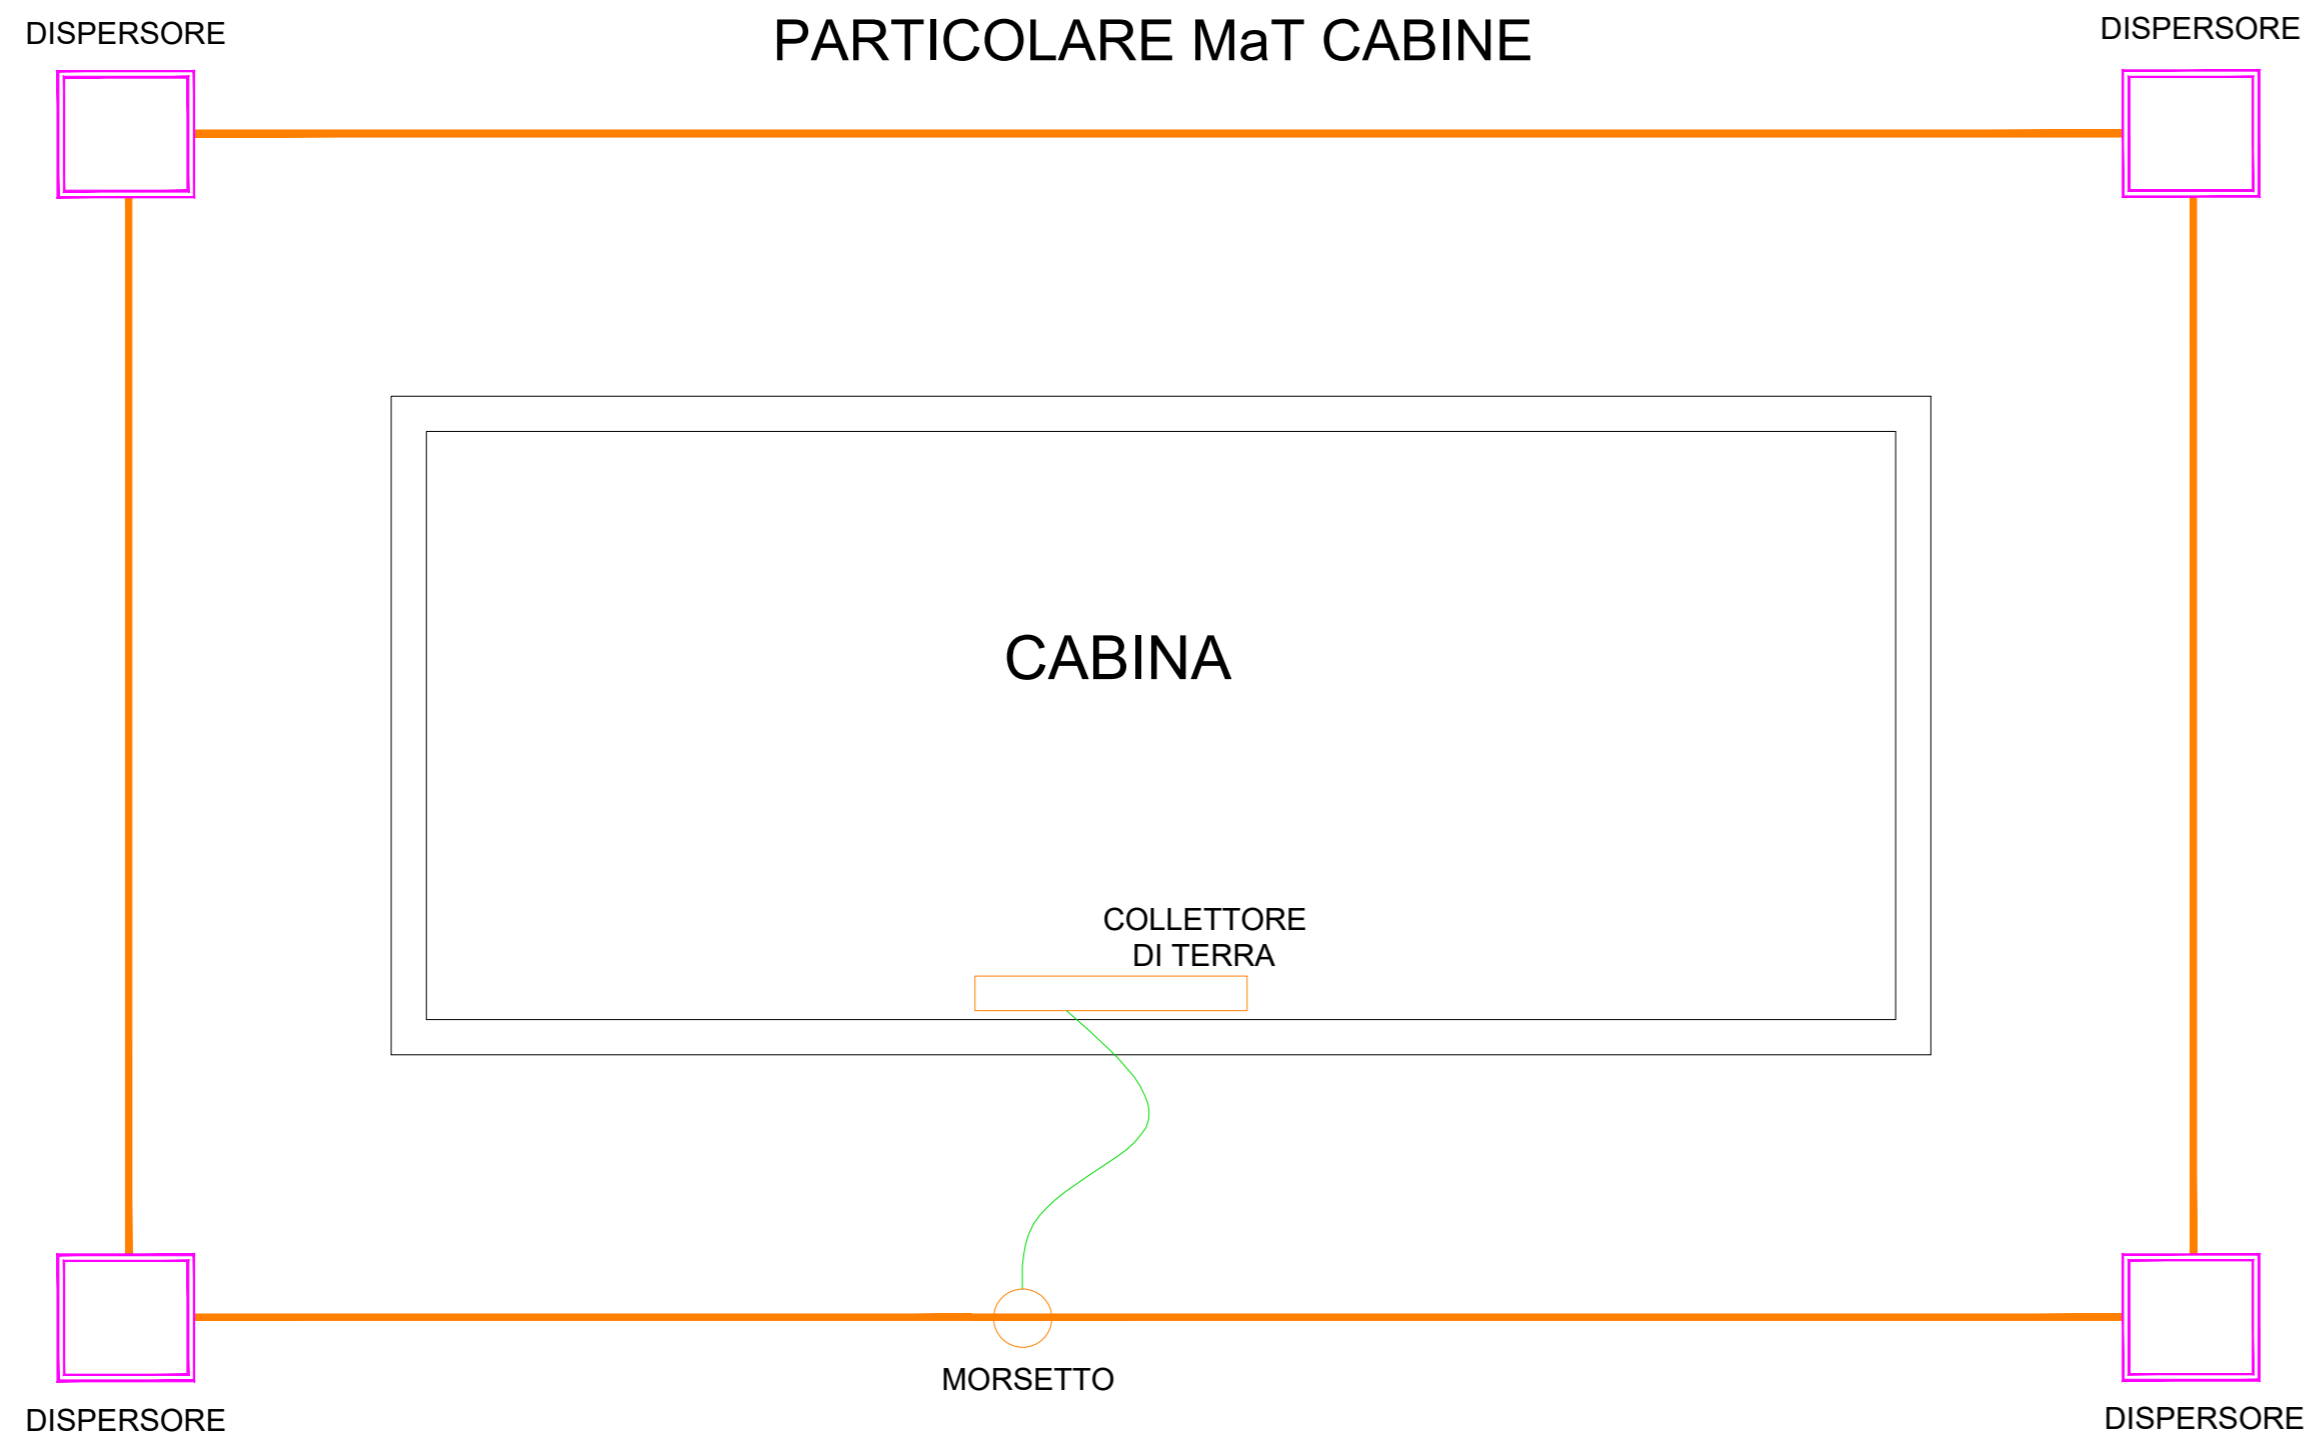 DISPERSORE
PARTICOLARE MaT CABINE
DISPERSORE
CABINA
COLLETTORE
DI TERRA
MORSETTO
DISPERSORE
DISPERSORE